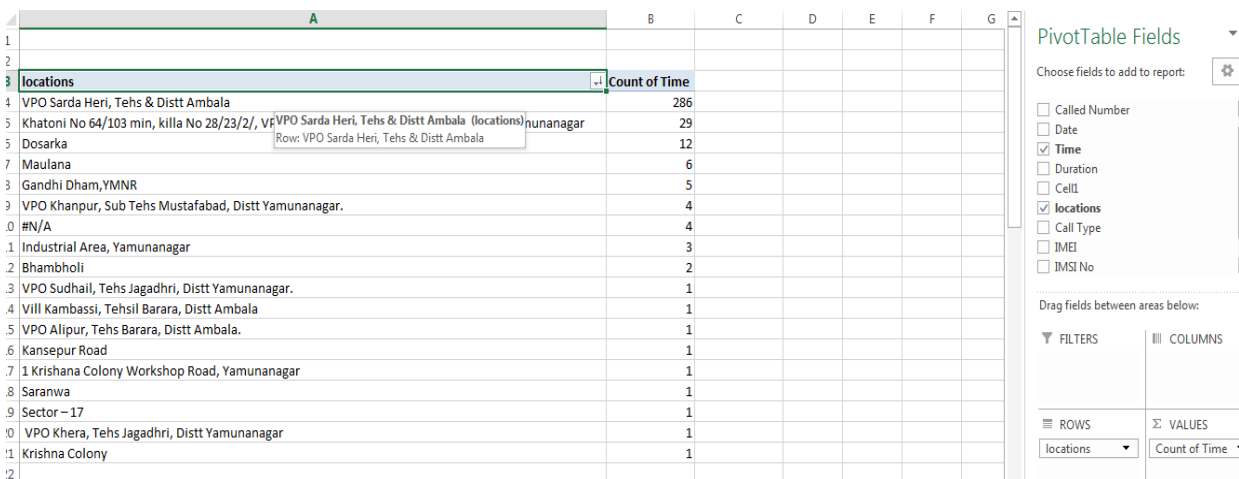 A B C D E F G
PivotTable Fields
1
2
Choose fields to add to report:
3 locations Count of Time
4 VPO Sarda Heri, Tehs & Distt Ambala 286
Called Number
5 Khatoni No 64/103 min, killa No 28/23/2/, munanagar 29
VPO Sarda Heri, Tehs & Distt Ambala (locations)
Row: VPO Sarda Heri, Tehs & Distt Ambala
Date
Dosarka 12
Time
7 Maulana 6
Duration
Gandhi Dham,YMNR 5
Cell1
9 VPO Khanpur, Sub Tehs Mustafabad, Distt Yamunanagar. 4
locations
#N/A 4
Call Type
Industrial Area, Yamunanagar 3
IMEI
Bhambholi 2
IMSI No
VPO Sudhail, Tehs Jagadhri, Distt Yamunanagar. 1
Vill Kambassi, Tehsil Barara, Distt Ambala 1
Drag fields between areas below:
VPO Alipur, Tehs Barara, Distt Ambala. 1
FILTERS COLUMNS
Kansepur Road 1
1 Krishana Colony Workshop Road, Yamunanagar 1
Saranwa 1
Sector – 17 1
VPO Khera, Tehs Jagadhri, Distt Yamunanagar 1
ROWS Σ VALUES
Krishna Colony 1
locations Count of Time